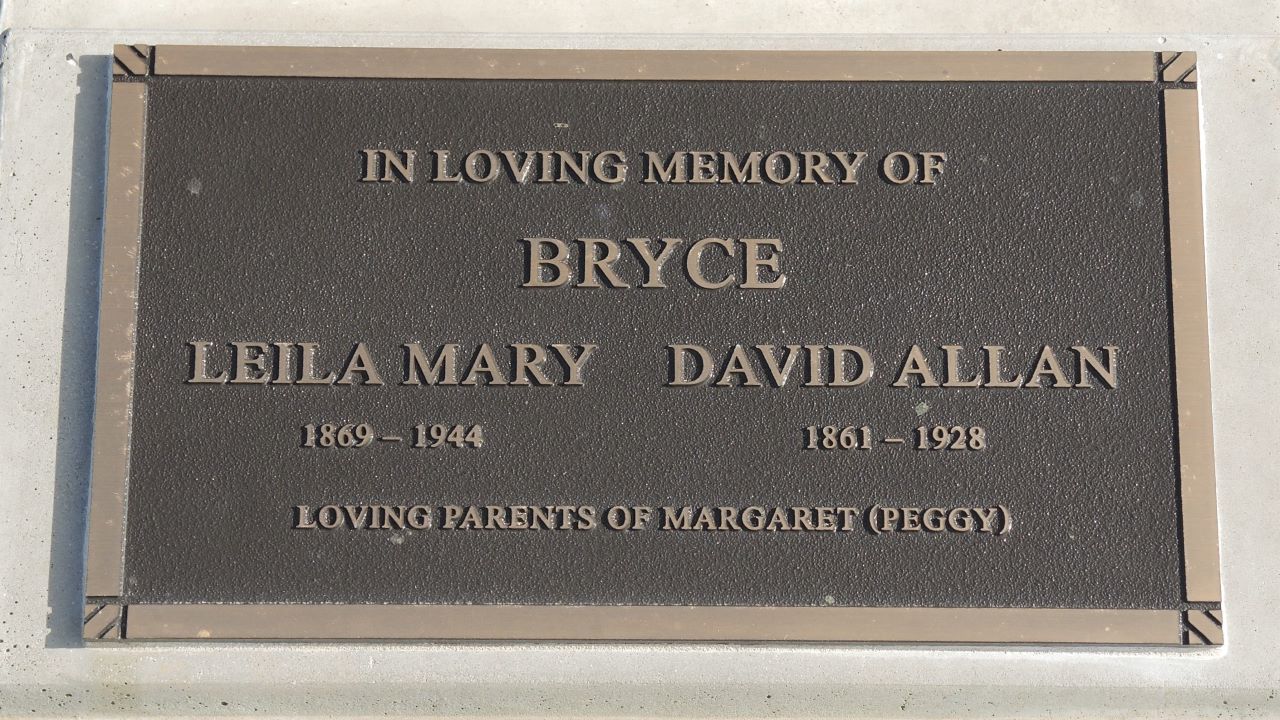 IN LOVING MEMORY OF
BRYCE
LEILA MARY DAVID ALLAN
1869 – 1944 1861 – 1928
LOVING PARENTS OF MARGARET (PEGGY)